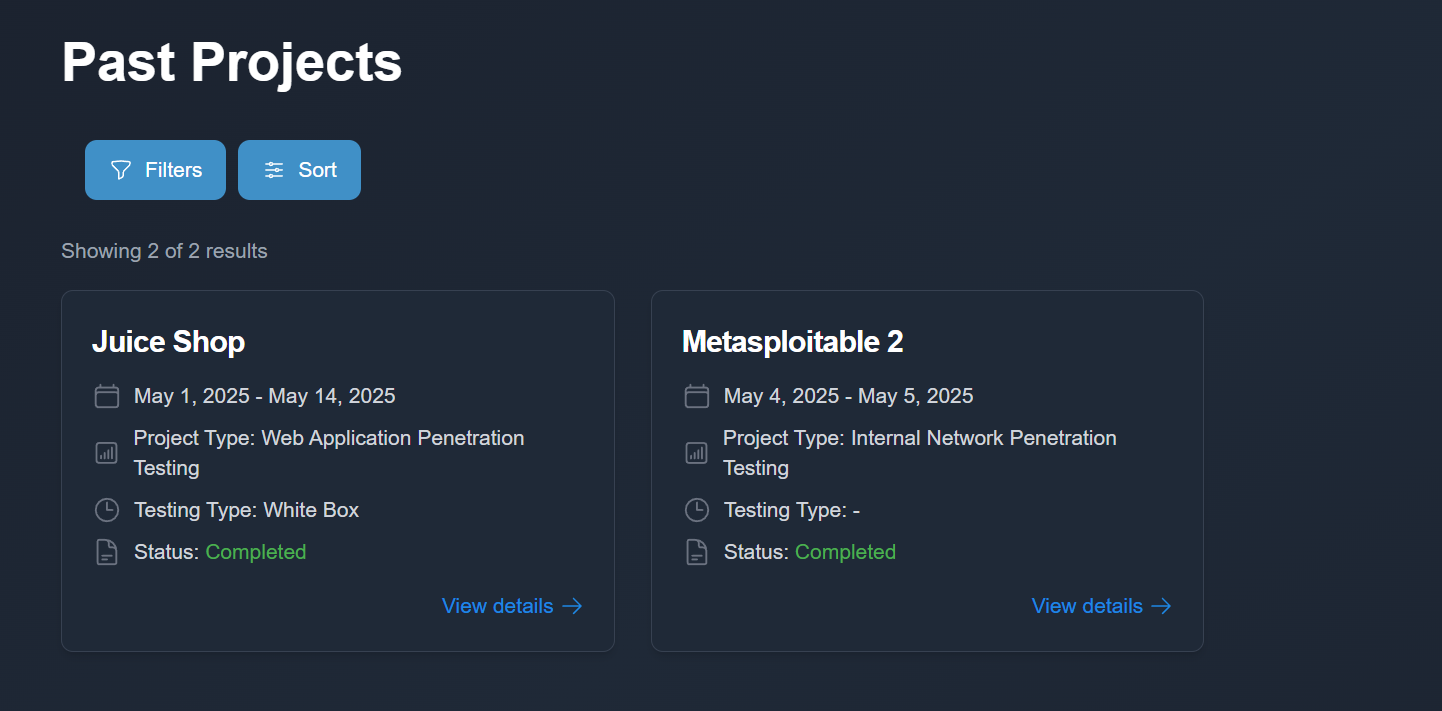 Past Projects
Filters
Sort
Showing 2 of 2 results
Juice Shop
May 1, 2025 - May 14, 2025
Project Type: Web Application Penetration
Testing
Testing Type: White Box
Status: Completed
View details
Metasploitable 2
May 4, 2025 - May 5, 2025
Project Type: Internal Network Penetration
Testing
Testing Type: -
Status: Completed
View details